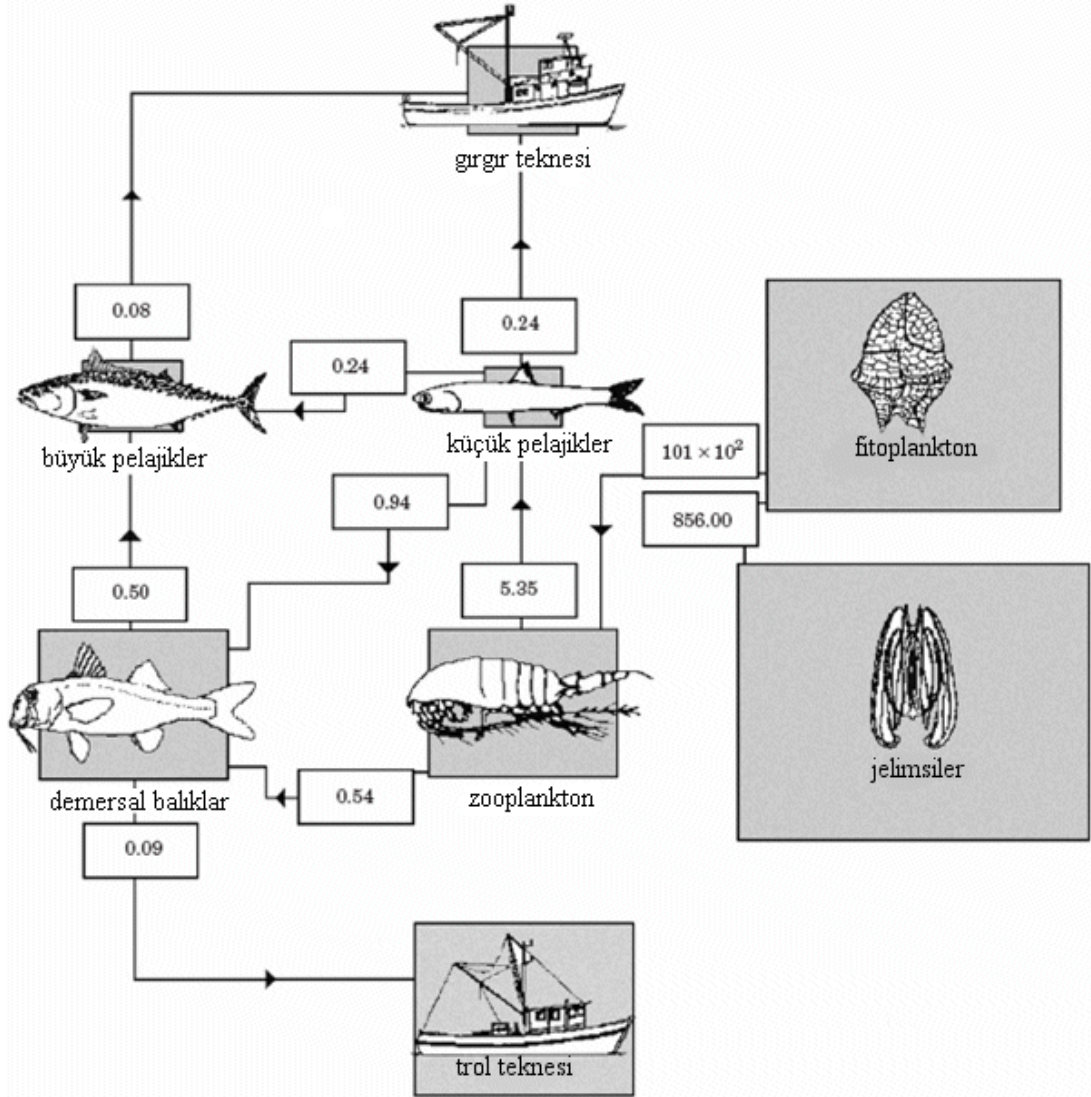 gırgır teknesi
0.08
0.24
0.24
büyük pelajikler
küçük pelajikler
fitoplankton
101 × 10²
0.94
856.00
0.50
5.35
demersal balıklar
0.54
zooplankton
jelimsiler
0.09
trol teknesi